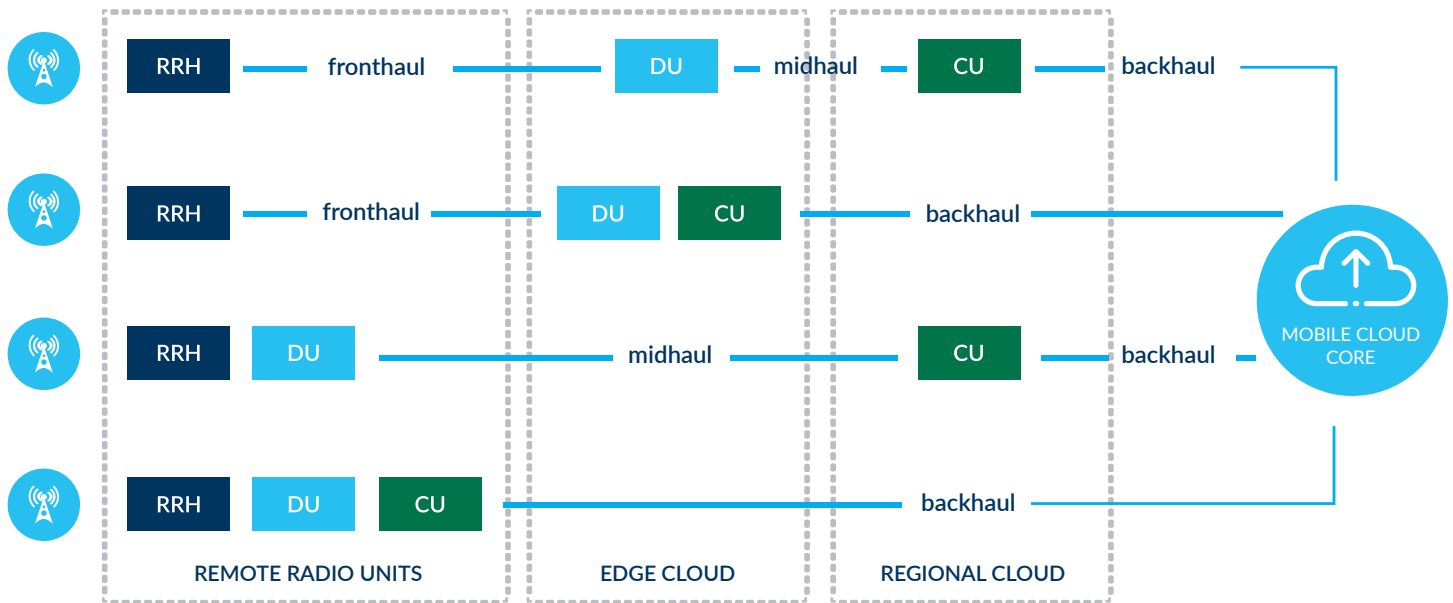 RRH fronthaul DU midhaul CU backhaul
RRH fronthaul DU CU backhaul
MOBILE CLOUD
CORE
RRH DU midhaul CU backhaul
RRH DU CU backhaul
REMOTE RADIO UNITS EDGE CLOUD REGIONAL CLOUD